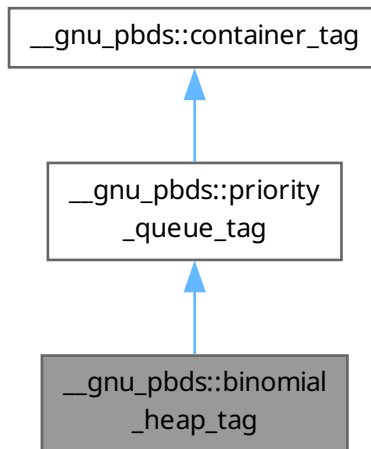 __gnu_pbds::container_tag
__gnu_pbds::priority
_queue_tag
__gnu_pbds::binomial
_heap_tag